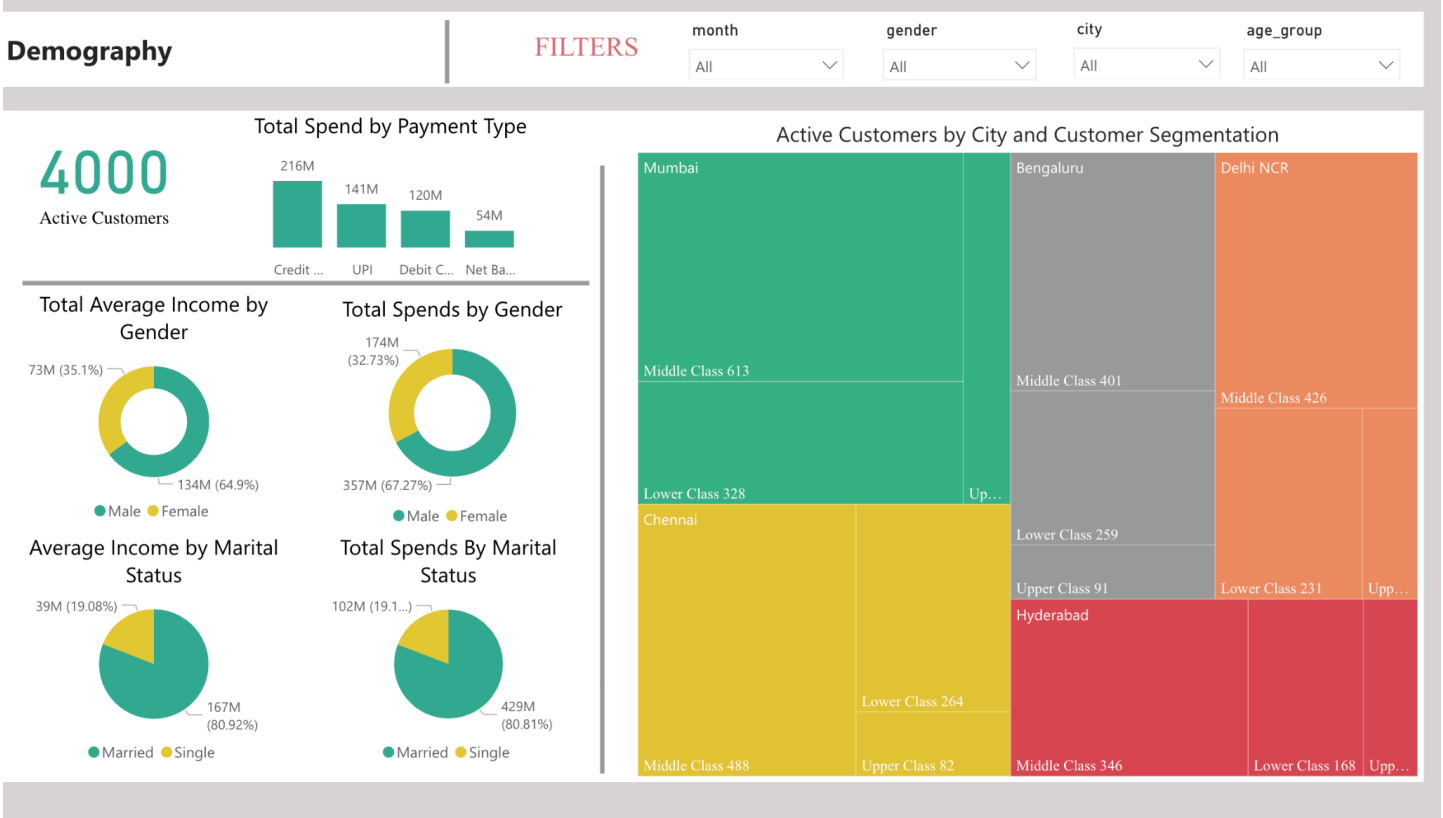 Demography
FILTERS
month
All
gender
All
city
All
age_group
All
4000
Active Customers
Total Spend by Payment Type
216M
141M
120M
54M
Credit ...
UPI
Debit C...
Net Ba...
Total Average Income by
Gender
73M (35.1%)
134M (64.9%)
Male
Female
Total Spends by Gender
174M
(32.73%)
357M (67.27%)
Male
Female
Average Income by Marital
Status
39M (19.08%)
167M
(80.92%)
Married
Single
Total Spends By Marital
Status
102M (19.1...)
429M
(80.81%)
Married
Single
Active Customers by City and Customer Segmentation
Mumbai
Middle Class 613
Lower Class 328
Up...
Chennai
Middle Class 488
Lower Class 264
Upper Class 82
Bengaluru
Middle Class 401
Lower Class 259
Upper Class 91
Delhi NCR
Middle Class 426
Lower Class 231
Upp...
Hyderabad
Middle Class 346
Lower Class 168
Upp...